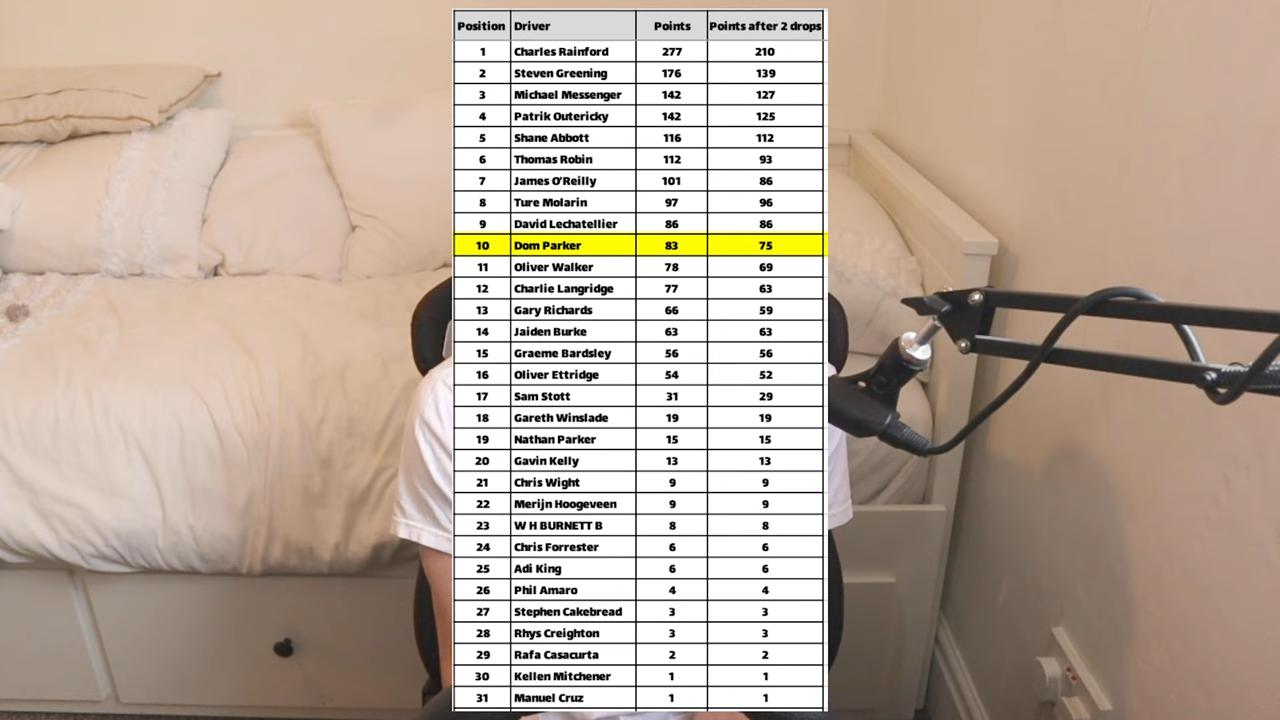 Position Driver Points Points after 2 drops
1 Charles Rainford 277 210
2 Steven Greening 176 139
3 Michael Messenger 142 127
4 Patrik Outericky 142 125
5 Shane Abbott 116 112
6 Thomas Robin 112 93
7 James O'Reilly 101 86
8 Ture Molarin 97 96
9 David Lechatellier 86 86
10 Dom Parker 83 75
11 Oliver Walker 78 69
12 Charlie Langridge 77 63
13 Gary Richards 66 59
14 Jaiden Burke 63 63
15 Graeme Bardsley 56 56
16 Oliver Ettridge 54 52
17 Sam Stott 31 29
18 Gareth Winslade 19 19
19 Nathan Parker 15 15
20 Gavin Kelly 13 13
21 Chris Wight 9 9
22 Merijn Hoogeveen 9 9
23 W H BURNETT B 8 8
24 Chris Forrester 6 6
25 Adi King 6 6
26 Phil Amaro 4 4
27 Stephen Cakebread 3 3
28 Rhys Creighton 3 3
29 Rafa Casacurta 2 2
30 Kellen Mitchener 1 1
31 Manuel Cruz 1 1